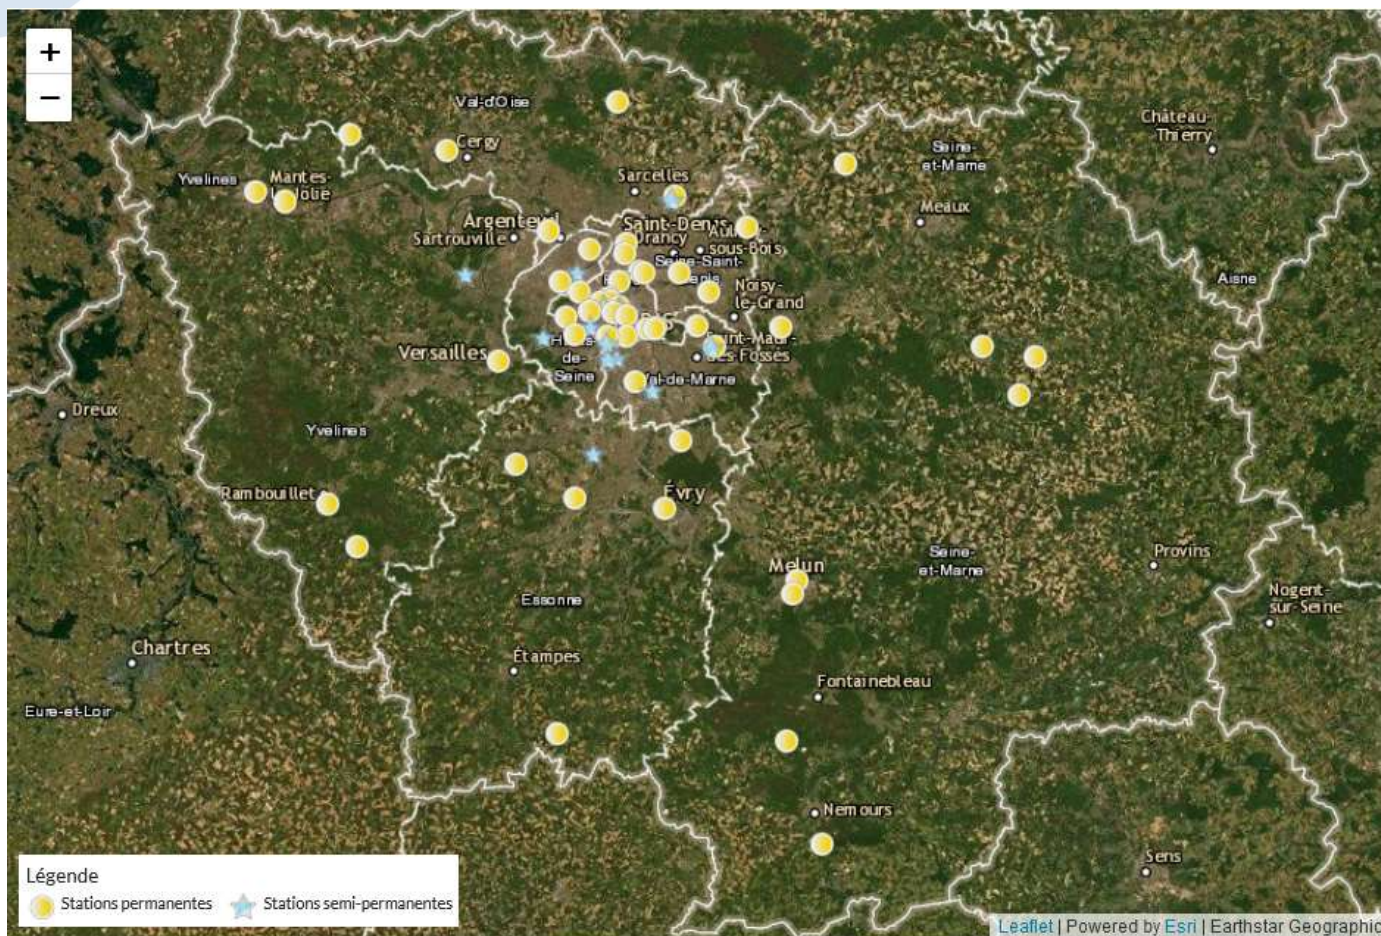 +
−
Val-d'Oise
Château-
Thierry
Cergy
Seine-
et-Marne
Yvelines
Mantes-
Jolie
Sarcelles
Meaux
Argenteuil
Saint-Denis
Sartrouville
Drancy
sous-Bois
Seine-Saint-
Aisne
Noisy-
le-Grand
Versailles
de-
Seine
des-Fossés
Val-de-Marne
Dreux
Yvelines
Rambouillet
Évry
Seine-
et-Marne
Provins
Melun
Essonne
Nogent-
sur-Seine
Chartres
Étampes
Fontainebleau
Eure-et-Loir
Nemours
Sens
Légende
Stations permanentes
Stations semi-permanentes
Leaflet | Powered by Esri | Earthstar Geographic